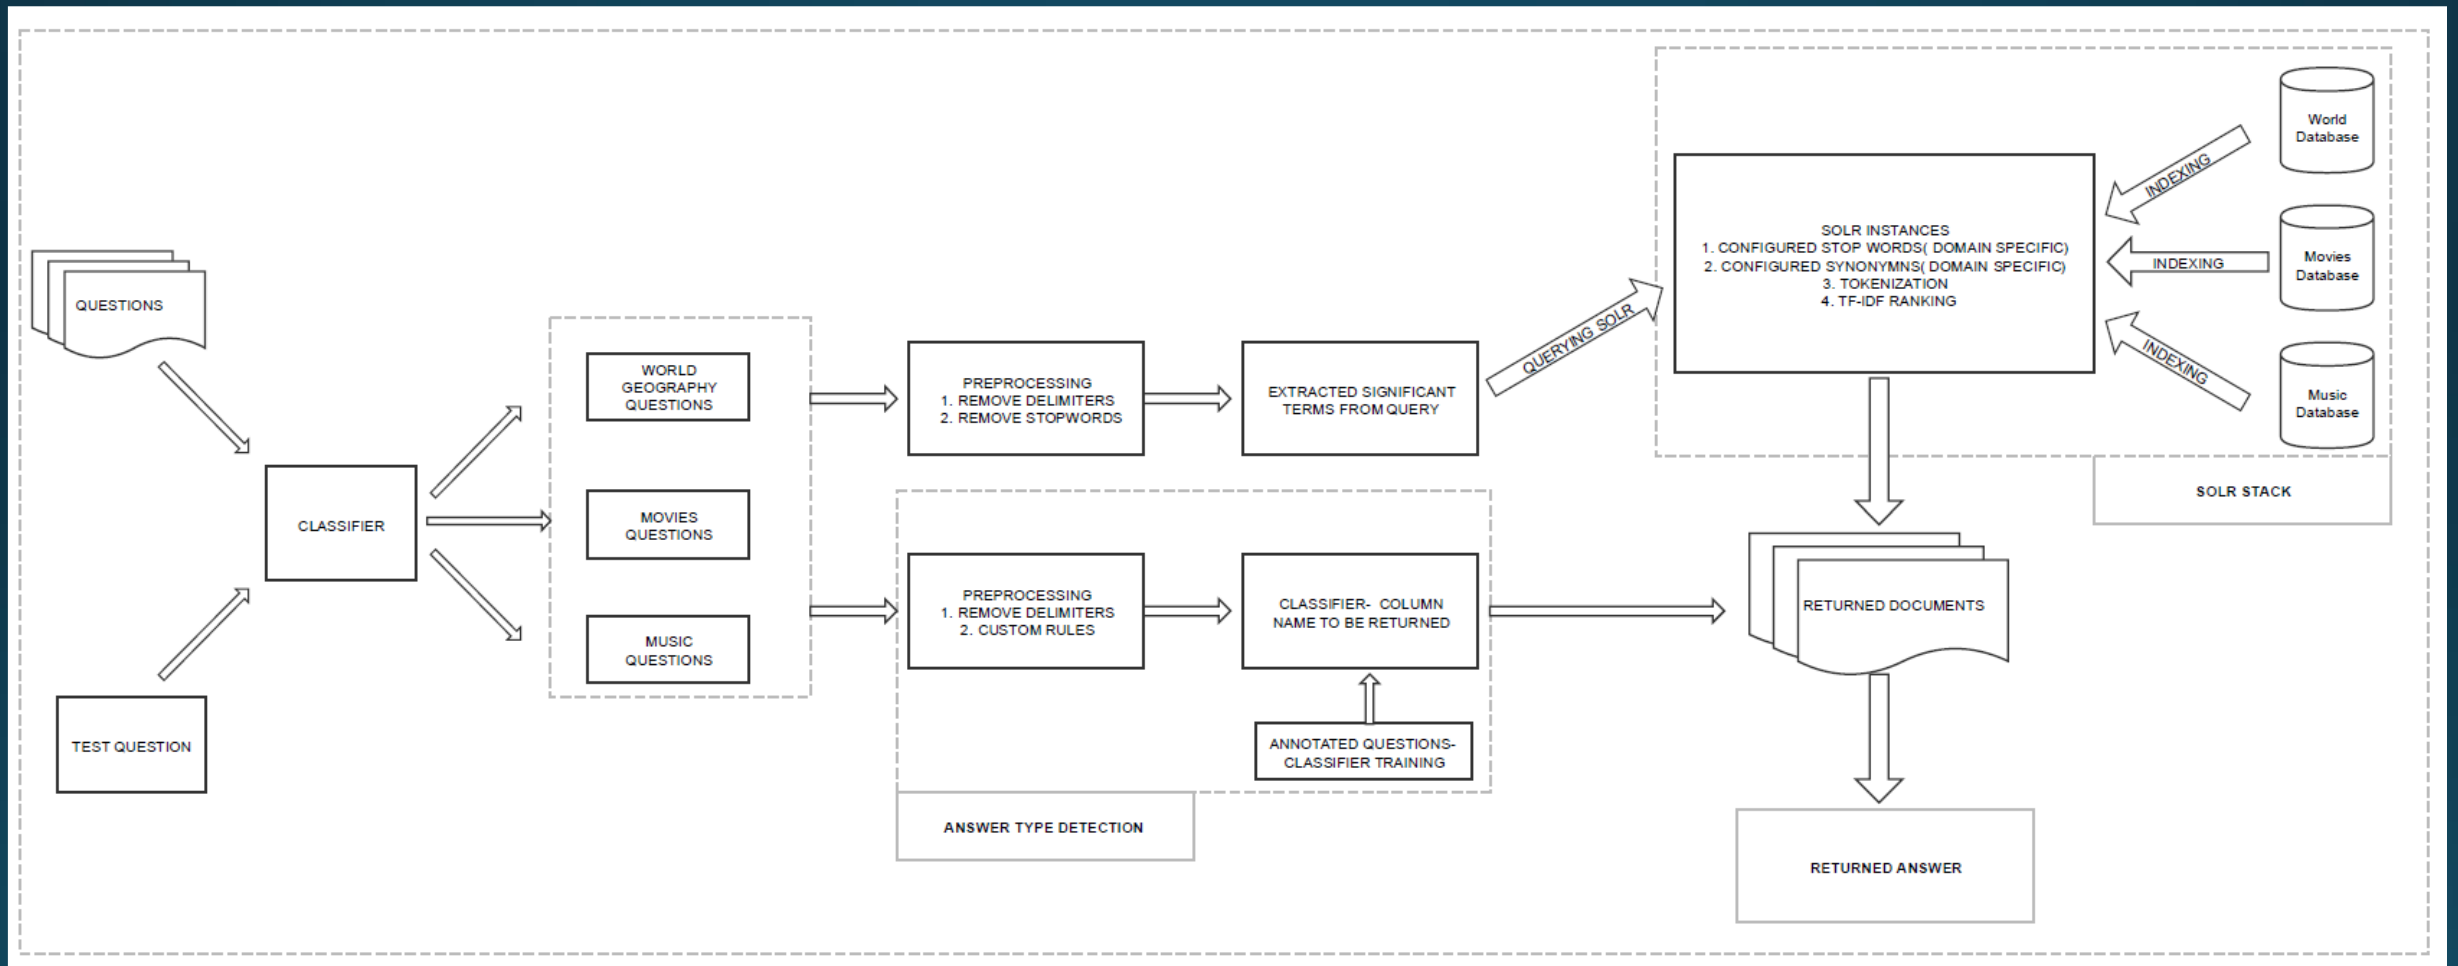 QUESTIONS
TEST QUESTION
CLASSIFIER
WORLD
GEOGRAPHY
QUESTIONS
MOVIES
QUESTIONS
MUSIC
QUESTIONS
PREPROCESSING
1. REMOVE DELIMITERS
2. REMOVE STOPWORDS
EXTRACTED SIGNIFICANT
TERMS FROM QUERY
QUERYING SOLR
PREPROCESSING
1. REMOVE DELIMITERS
2. CUSTOM RULES
CLASSIFIER- COLUMN
NAME TO BE RETURNED
ANNOTATED QUESTIONS-
CLASSIFIER TRAINING
ANSWER TYPE DETECTION
SOLR INSTANCES
1. CONFIGURED STOP WORDS( DOMAIN SPECIFIC)
2. CONFIGURED SYNONYMNS( DOMAIN SPECIFIC)
3. TOKENIZATION
4. TF-IDF RANKING
INDEXING
INDEXING
INDEXING
World
Database
Movies
Database
Music
Database
SOLR STACK
RETURNED DOCUMENTS
RETURNED ANSWER